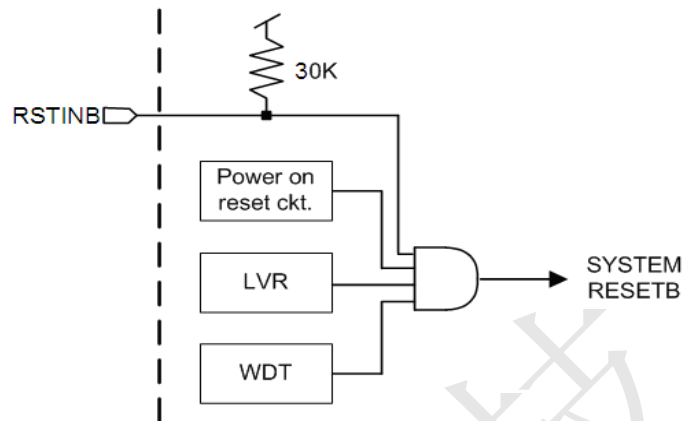 30K
RSTINB
Power on
reset ckt.
LVR
SYSTEM
RESETB
WDT